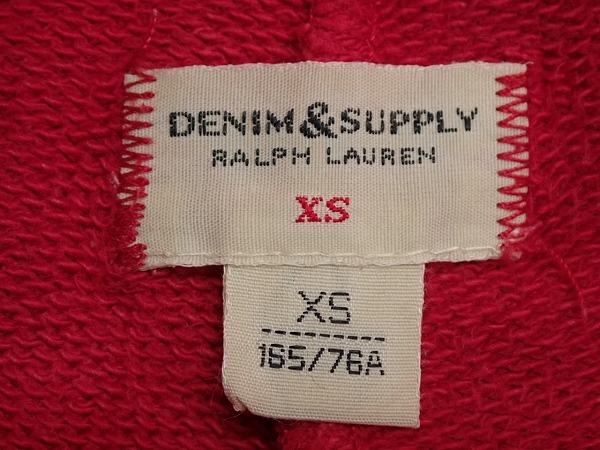 DENIM&SUPPLY
RALPH LAUREN
XS
XS
165/76A